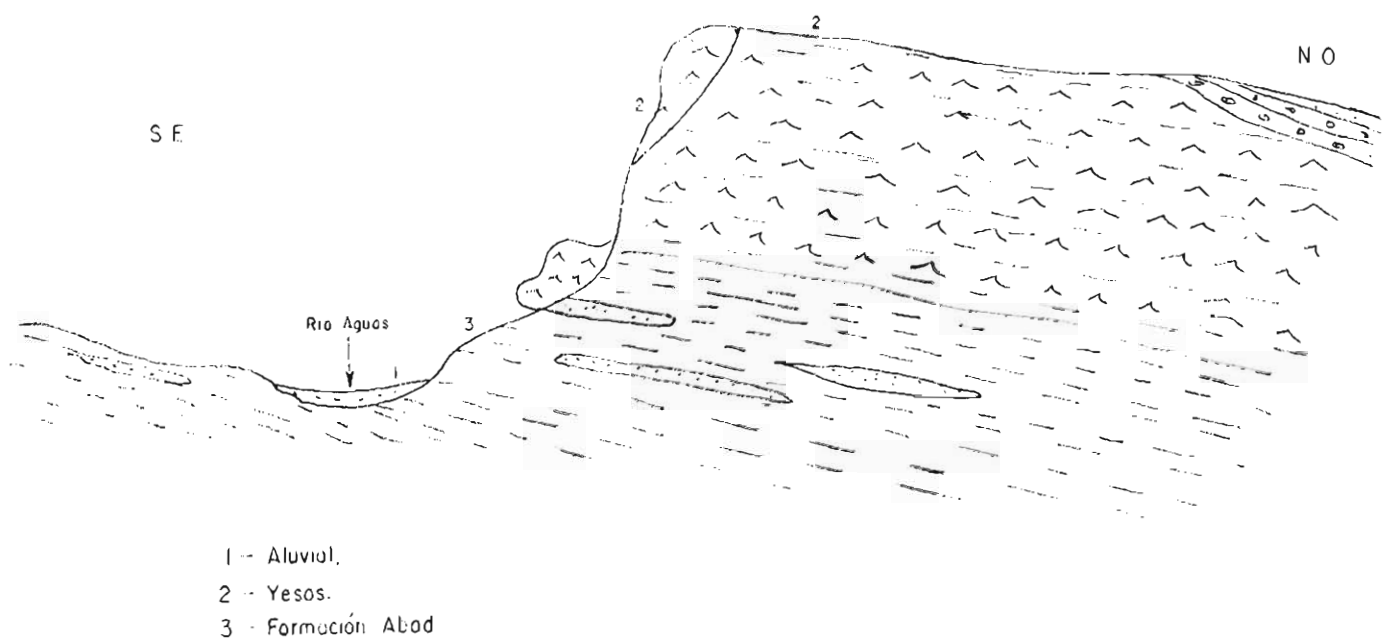 2
N O
2
S E
Rio Aguas
3
1
1 - Aluvial.
2 - Yesos.
3 - Formación Abad